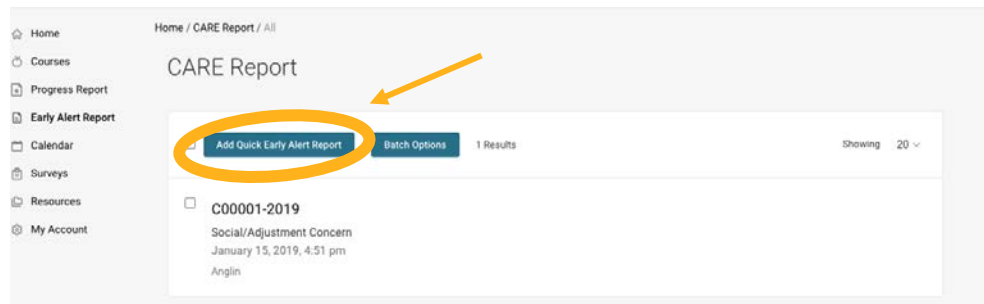 Home
Courses
Progress Report
Early Alert Report
Calendar
Surveys
Resources
My Account
Home / CARE Report / All
CARE Report
Add Quick Early Alert Report Batch Options 1 Results Showing 20
C00001-2019
Social/Adjustment Concern
January 15, 2019, 4:51 pm
Anglin